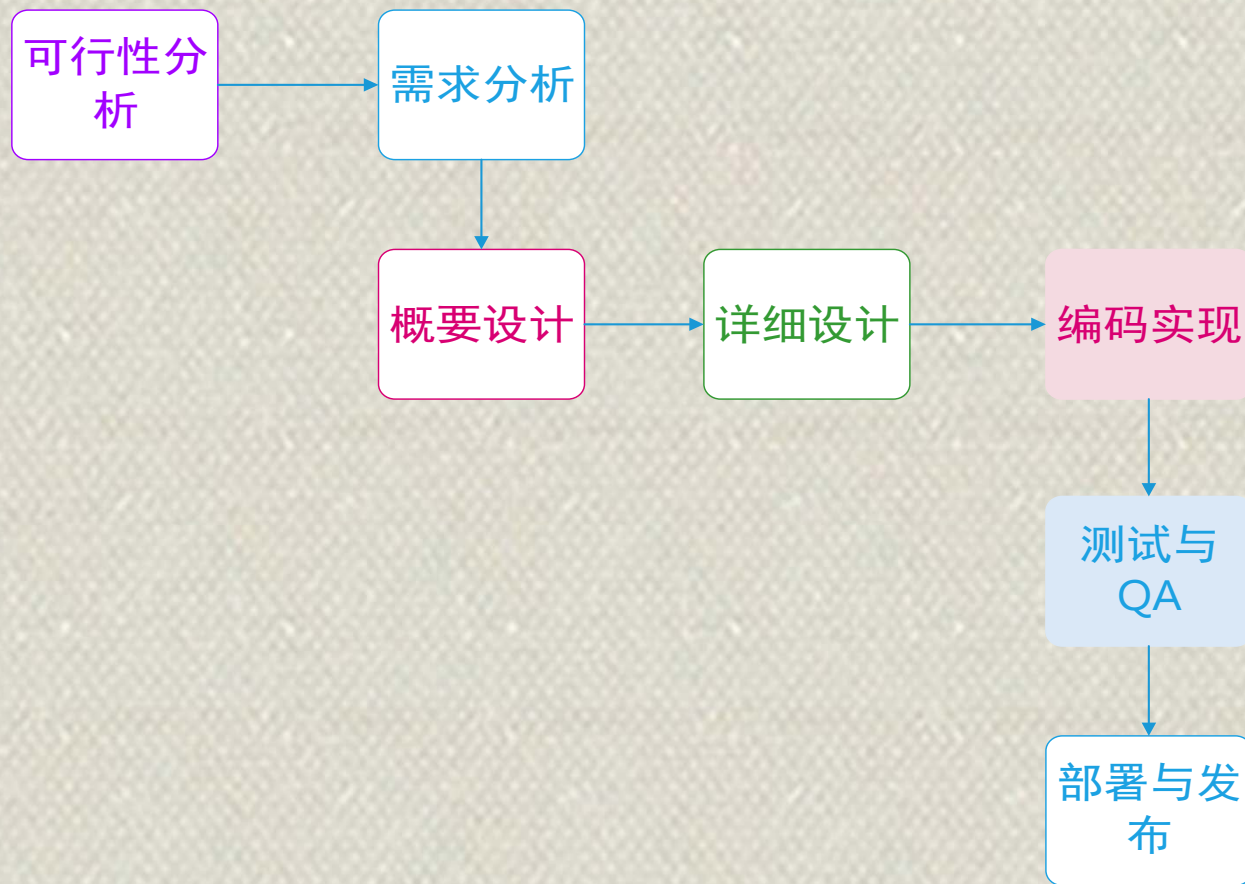 可行性分
析
需求分析
概要设计
详细设计
编码实现
测试与
QA
部署与发
布